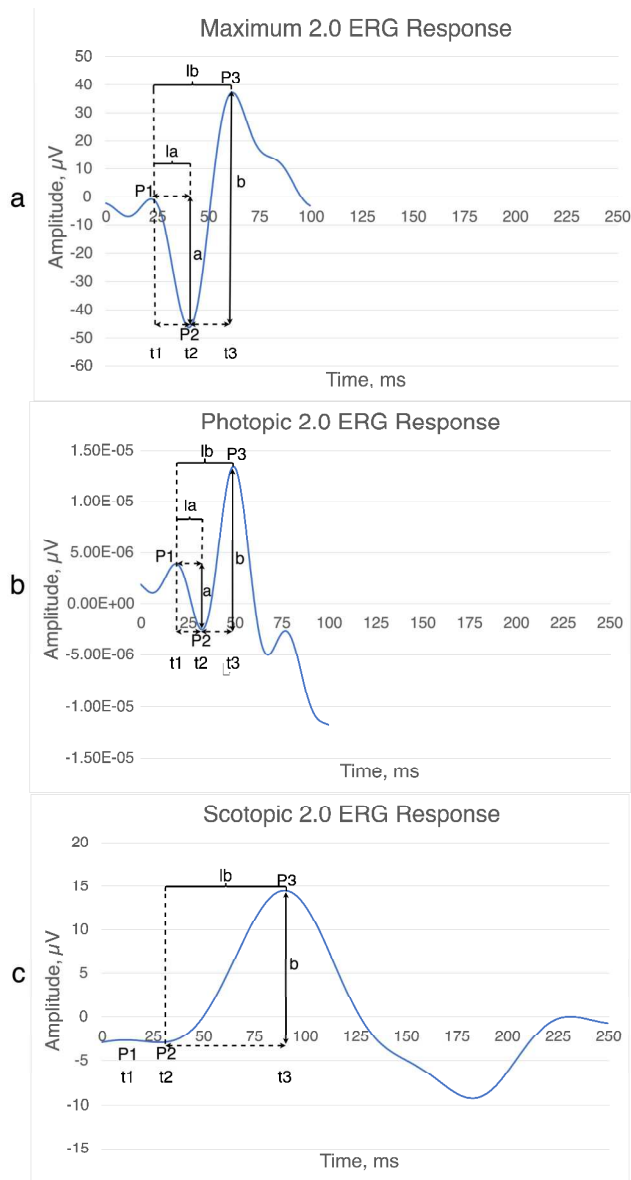 Maximum 2.0 ERG Response
50
40
30
20
10
0
-10
-20
-30
-40
-50
-60
Amplitude, µV
a
lb
P3
la
P1
b
a
0 25 50 75 100 125 150 175 200 225 250
P2
t1 t2 t3
Time, ms
Photopic 2.0 ERG Response
1.50E-05
1.00E-05
5.00E-06
0.00E+00
-5.00E-06
-1.00E-05
-1.50E-05
Amplitude, µV
b
lb
P3
la
P1
b
a
0 25 50 75 100 125 150 175 200 225 250
P2
t1 t2 t3
Time, ms
Scotopic 2.0 ERG Response
20
15
10
5
0
-5
-10
-15
Amplitude, µV
c
lb
P3
b
0 25 50 75 100 125 150 175 200 225 250
P1 P2
t1 t2 t3
Time, ms